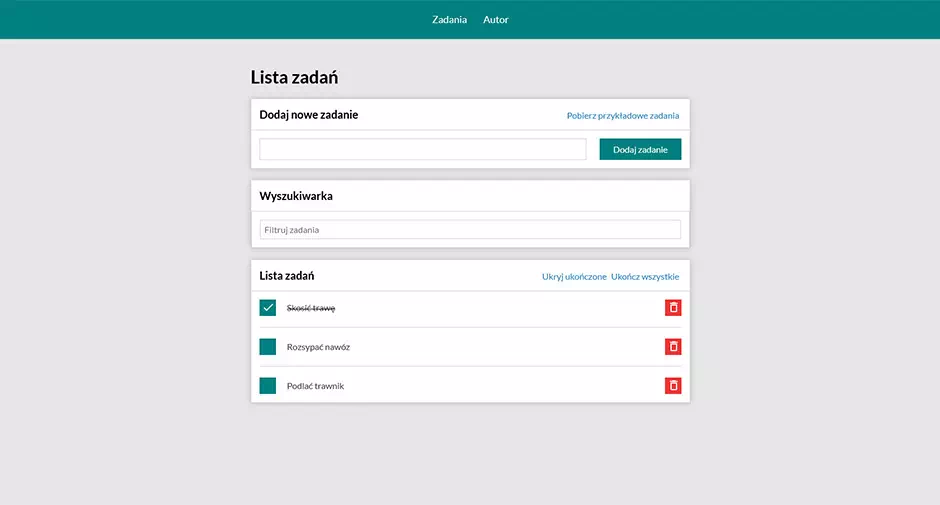 Zadania Autor
Lista zadań
Dodaj nowe zadanie Pobierz przykładowe zadania
Dodaj zadanie
Wyszukiwarka
Filtruj zadania
Lista zadań Ukryj ukończone Ukończ wszystkie
Skosić trawę
Rozsypać nawóz
Podlać trawnik